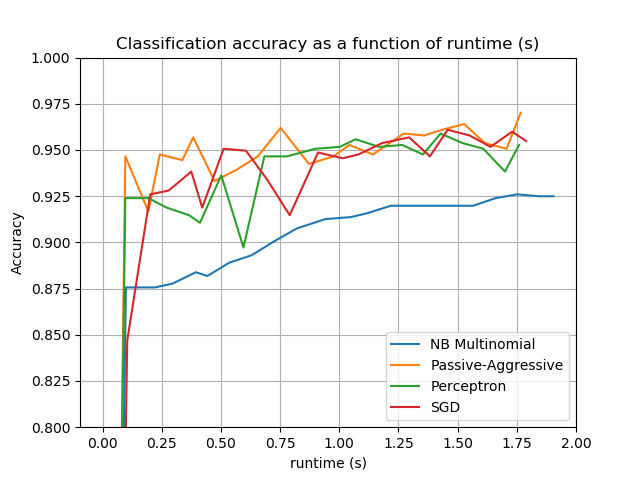 Classification accuracy as a function of runtime (s)
1.000
0.975
0.950
0.925
0.900
0.875
0.850
0.825
0.800
Accuracy
NB Multinomial
Passive-Aggressive
Perceptron
SGD
0.00 0.25 0.50 0.75 1.00 1.25 1.50 1.75 2.00
runtime (s)